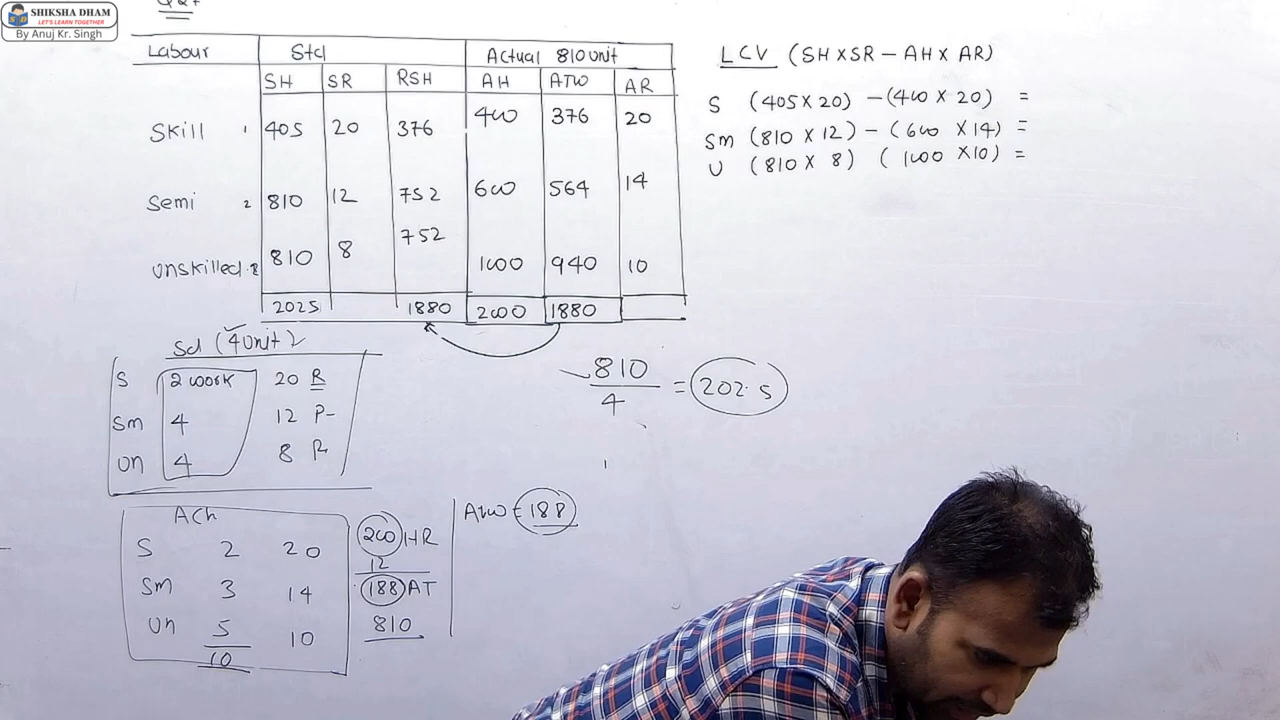 SHIKSHA DHAM
LET'S LEARN TOGETHER
By Anuj Kr. Singh
Labour Std Actual 810 unit
SH SR RSH AH ATW AR
Skill 1 405 20 376 400 376 20
Semi 2 810 12 752 600 564 14
Unskilled 2 810 8 752 1000 940 10
2025 1880 2000 1880
LCV (SH X SR - AH X AR)
S (405 X 20) - (400 X 20) =
Sm (810 X 12) - (600 X 14) =
U (810 X 8) (1000 X 10) =
Sd (4 Unit)
S 2 work 20 R
Sm 4 12 P-
Un 4 8 R
810/4 = 202.5
Ach
S 2 20
Sm 3 14
Un 5 10
10
200 HR
12
188 AT
810
188